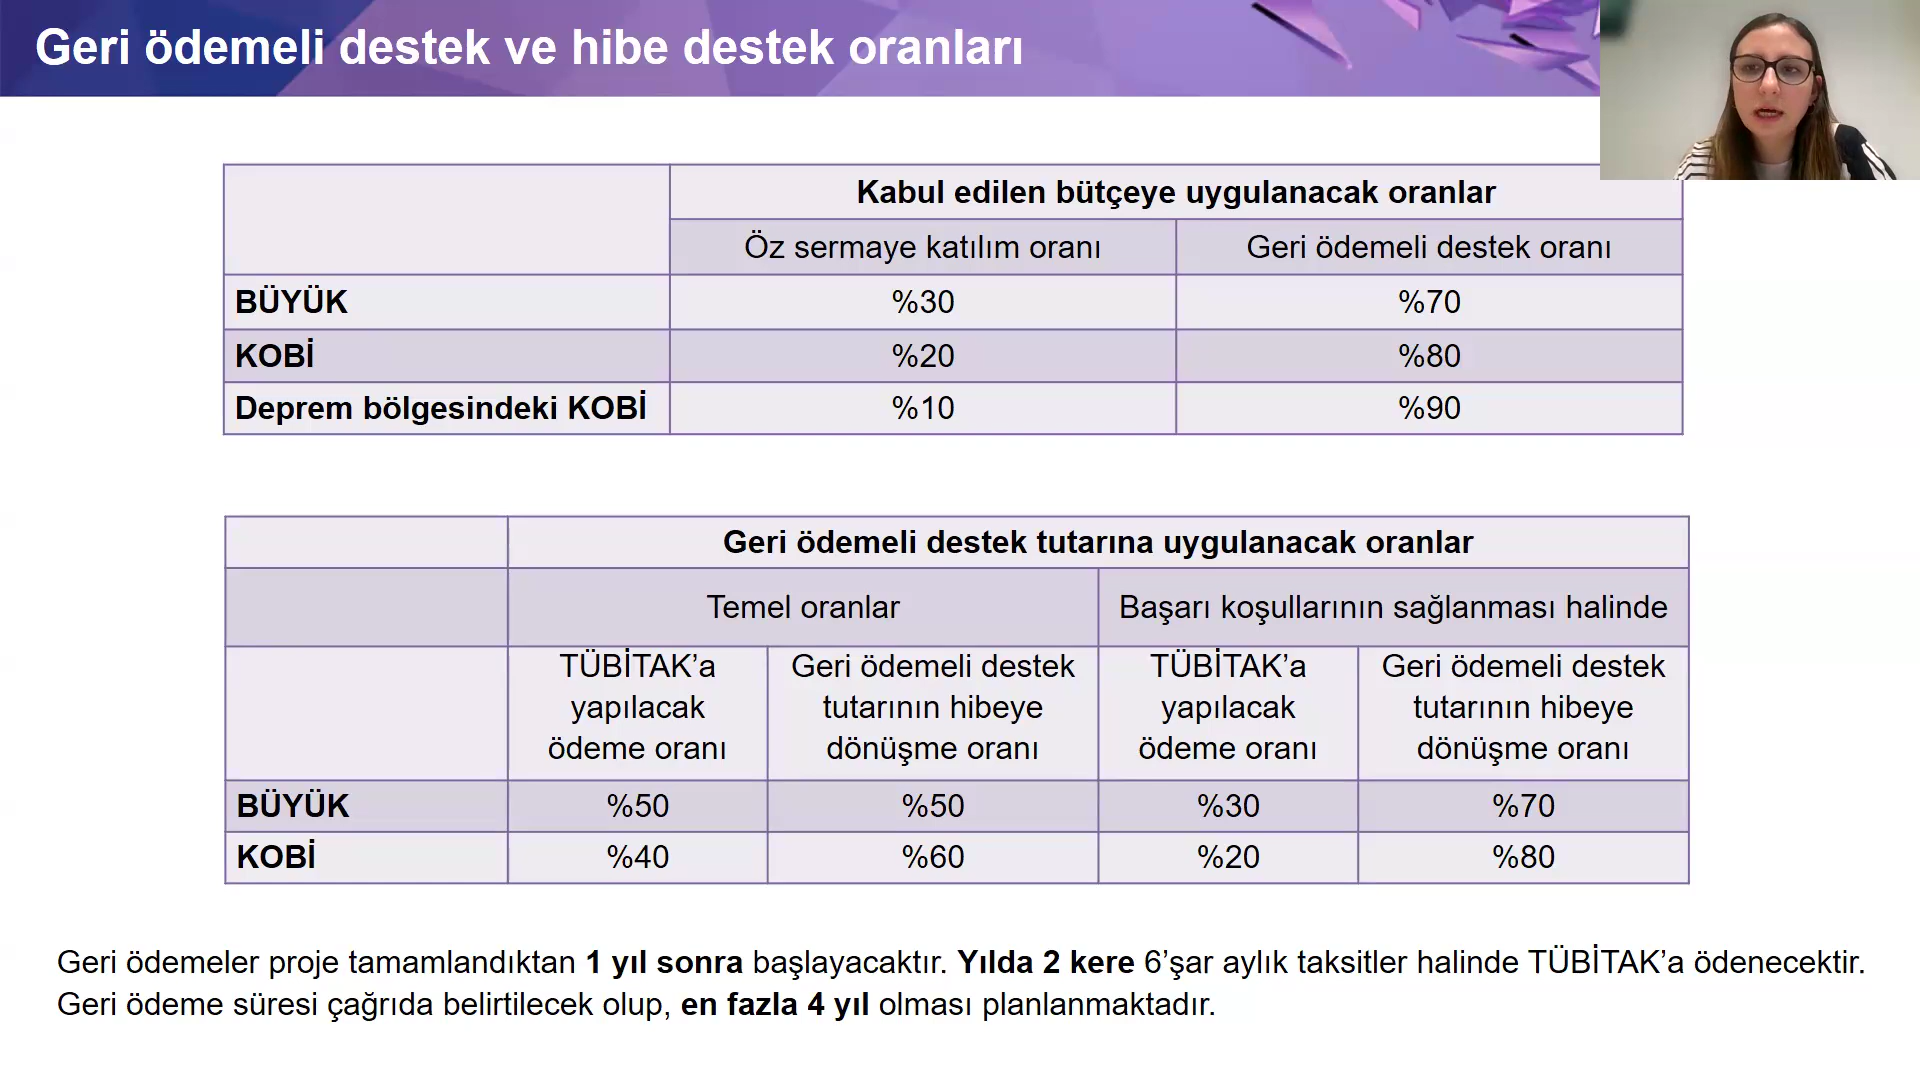 Geri ödemeli destek ve hibe destek oranları
Kabul edilen bütçeye uygulanacak oranlar
Öz sermaye katılım oranı Geri ödemeli destek oranı
BÜYÜK %30 %70
KOBİ %20 %80
Deprem bölgesindeki KOBİ %10 %90
Geri ödemeli destek tutarına uygulanacak oranlar
Temel oranlar Başarı koşullarının sağlanması halinde
TÜBİTAK’a Geri ödemeli destek TÜBİTAK’a Geri ödemeli destek
yapılacak tutarının hibeye yapılacak tutarının hibeye
ödeme oranı dönüşme oranı ödeme oranı dönüşme oranı
BÜYÜK %50 %50 %30 %70
KOBİ %40 %60 %20 %80
Geri ödemeler proje tamamlandıktan 1 yıl sonra başlayacaktır. Yılda 2 kere 6’şar aylık taksitler halinde TÜBİTAK’a ödenecektir.
Geri ödeme süresi çağrıda belirtilecek olup, en fazla 4 yıl olması planlanmaktadır.